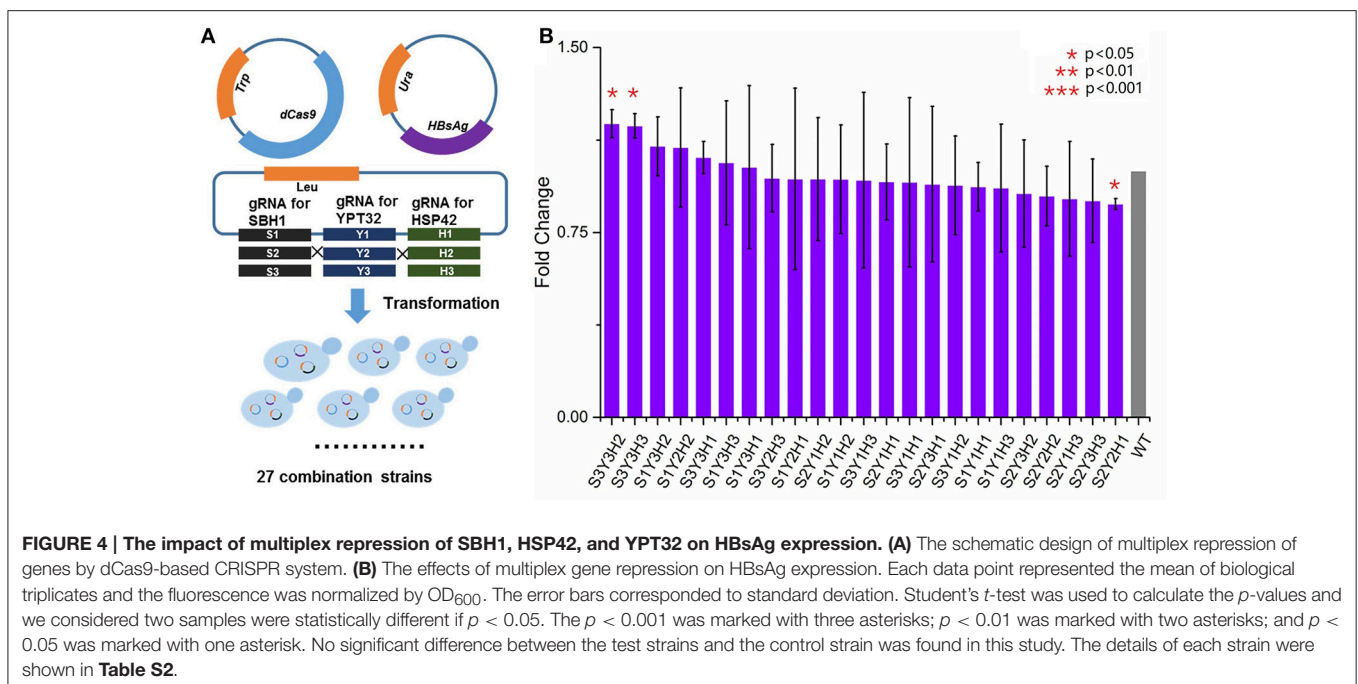 A
Trp
dCas9
Ura
HBsAg
Leu
gRNA for
SBH1
gRNA for
YPT32
gRNA for
HSP42
S1
Y1
H1
S2
Y2
H2
S3
Y3
H3
Transformation
27 combination strains
B
* p<0.05
** p<0.01
*** p<0.001
Fold Change
1.50
0.75
0.00
* * *
S3Y3H2
S3Y3H3
S1Y3H2
S1Y2H2
S3Y3H1
S1Y3H3
S1Y3H1
S3Y2H3
S1Y2H1
S2Y1H2
S1Y1H2
S3Y1H3
S2Y1H1
S3Y1H1
S2Y3H1
S3Y1H2
S1Y1H1
S1Y1H3
S2Y3H2
S2Y2H2
S2Y1H3
S2Y3H3
S2Y2H1
WT
FIGURE 4 | The impact of multiplex repression of SBH1, HSP42, and YPT32 on HBsAg expression. (A) The schematic design of multiplex repression of
genes by dCas9-based CRISPR system. (B) The effects of multiplex gene repression on HBsAg expression. Each data point represented the mean of biological
triplicates and the fluorescence was normalized by OD600. The error bars corresponded to standard deviation. Student's t-test was used to calculate the p-values and
we considered two samples were statistically different if p < 0.05. The p < 0.001 was marked with three asterisks; p < 0.01 was marked with two asterisks; and p <
0.05 was marked with one asterisk. No significant difference between the test strains and the control strain was found in this study. The details of each strain were
shown in Table S2.